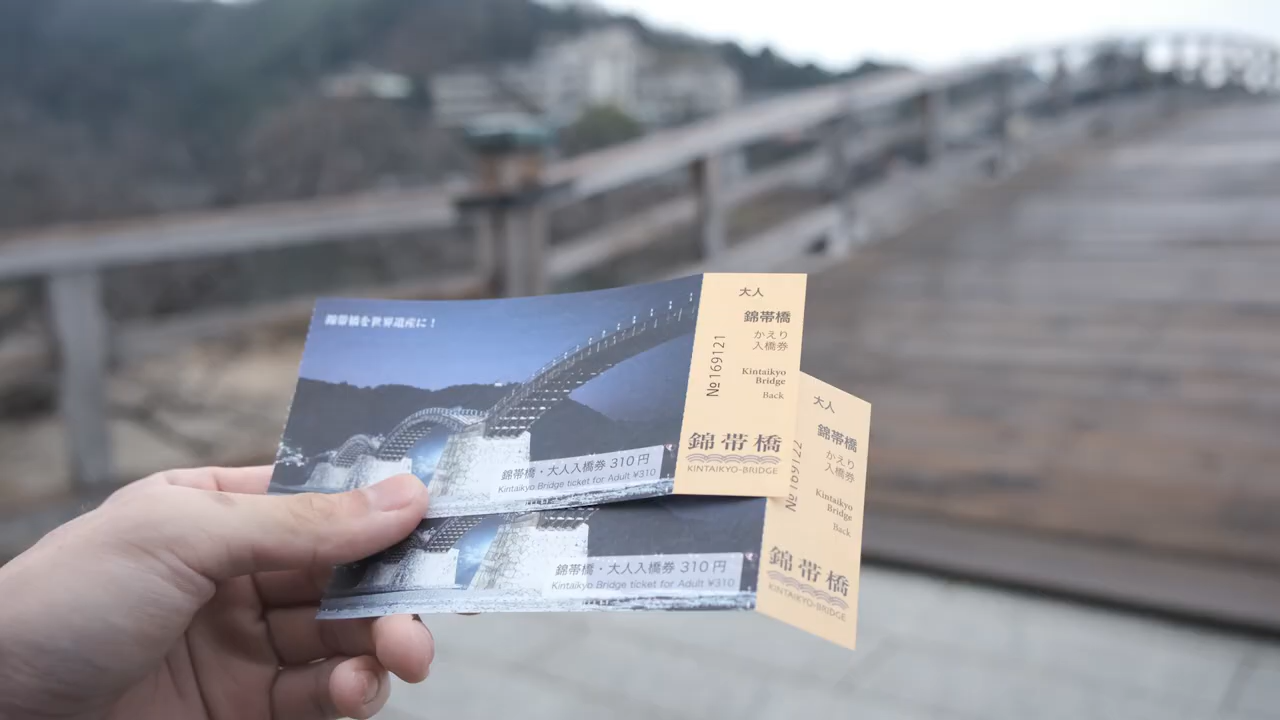 錦帯橋を世界遺産に！
錦帯橋・大人入橋券 310円
Kintaikyo Bridge ticket for Adult ¥310
大人
錦帯橋
かえり
入橋券
Kintaikyo
Bridge
Back
№169121
錦帯橋
KINTAIKYO-BRIDGE
錦帯橋・大人入橋券 310円
Kintaikyo Bridge ticket for Adult ¥310
大人
錦帯橋
かえり
入橋券
Kintaikyo
Bridge
Back
錦帯橋
KINTAIKYO-BRIDGE